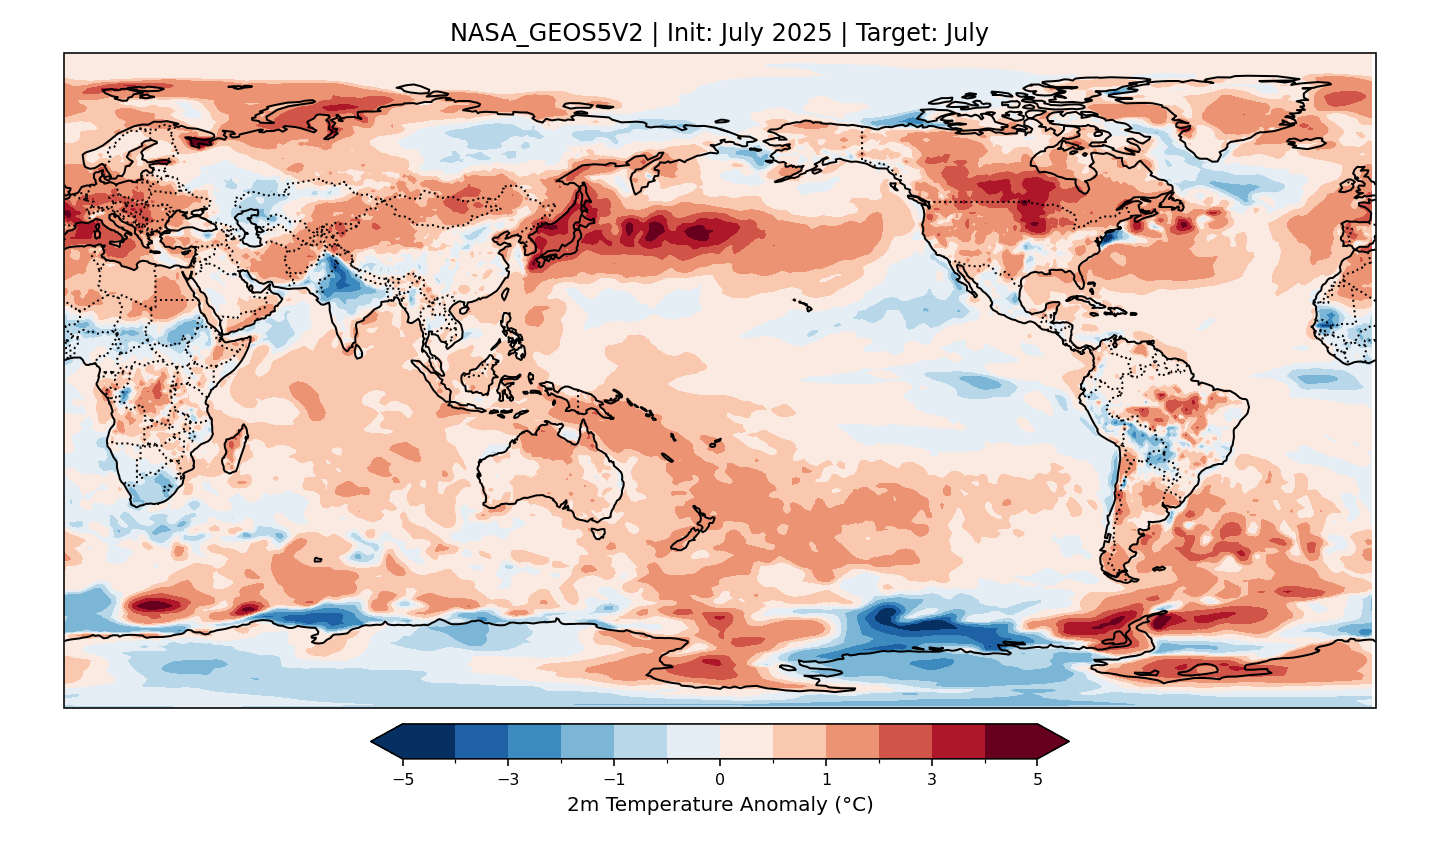 NASA_GEOS5V2 | Init: July 2025 | Target: July
−5 −3 −1 0 1 3 5
2m Temperature Anomaly (°C)